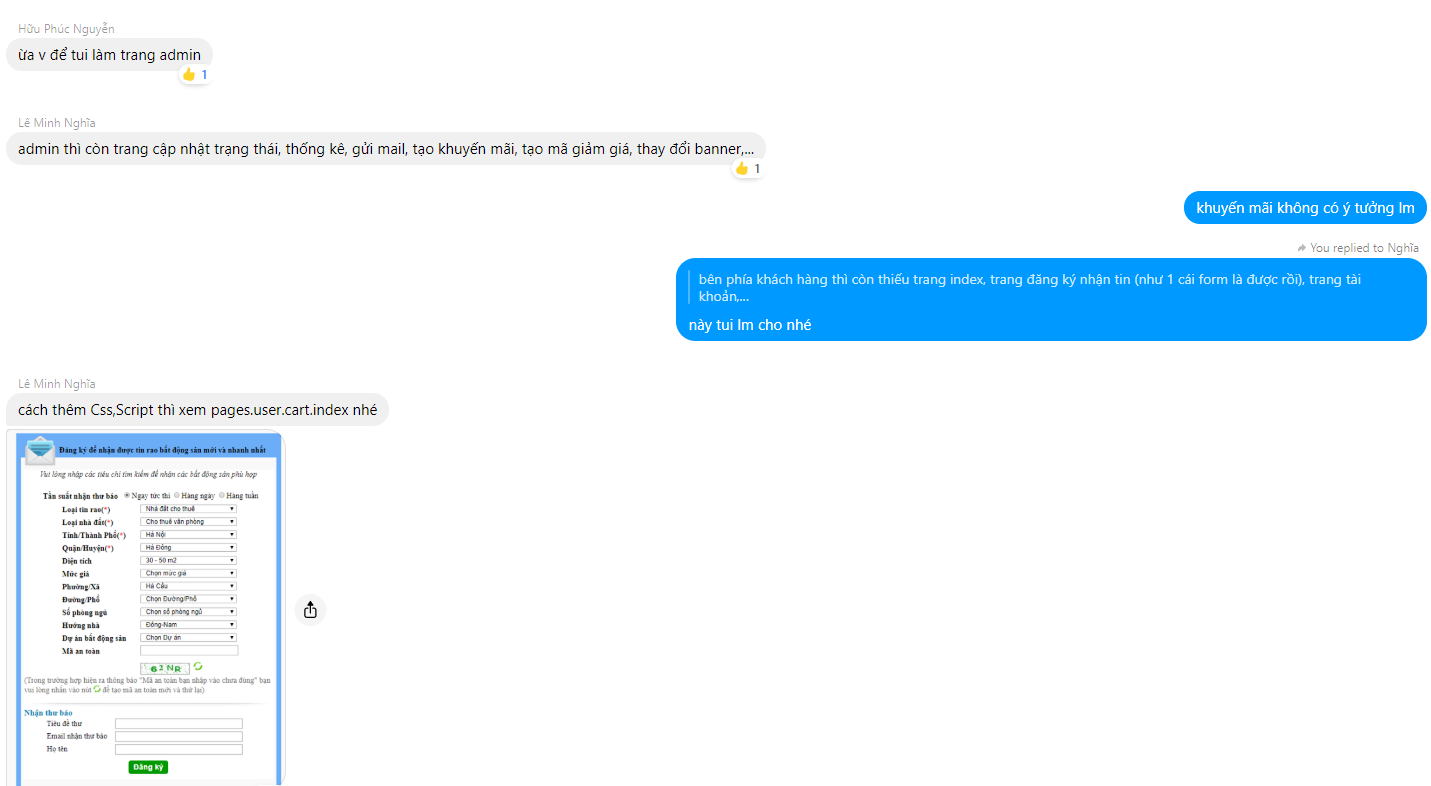 Hữu Phúc Nguyễn
ừa v để tui làm trang admin
1
Lê Minh Nghĩa
admin thì còn trang cập nhật trạng thái, thống kê, gửi mail, tạo khuyến mãi, tạo mã giảm giá, thay đổi banner,...
1
khuyến mãi không có ý tưởng lm
You replied to Nghĩa
bên phía khách hàng thì còn thiếu trang index, trang đăng ký nhận tin (như 1 cái form là được rồi), trang tài
khoản,...
này tui lm cho nhé
Lê Minh Nghĩa
cách thêm Css,Script thì xem pages.user.cart.index nhé
Đăng ký để nhận được tin rao bất động sản mới và nhanh nhất
Vui lòng nhập các tiêu chí tìm kiếm để nhận các bất động sản phù hợp
Tần suất nhận thư báo Ngay tức thì Hàng ngày Hàng tuần
Loại tin rao(*) Nhà đất cho thuê
Loại nhà đất(*) Cho thuê văn phòng
Tỉnh/Thành Phố(*) Hà Nội
Quận/Huyện(*) Hà Đông
Diện tích 30 - 50 m2
Mức giá Chọn mức giá
Phường/Xã Hà Cầu
Đường/Phố Chọn Đường/Phố
Số phòng ngủ Chọn số phòng ngủ
Hướng nhà Đông-Nam
Dự án bất động sản Chọn Dự án
Mã an toàn
62NR
(Trong trường hợp hiện ra thông báo "Mã an toàn bạn nhập vào chưa đúng" bạn
vui lòng nhấn vào nút để tạo mã an toàn mới và thử lại)
Nhận thư báo
Tiêu đề thư
Email nhận thư báo
Họ tên
Đăng ký